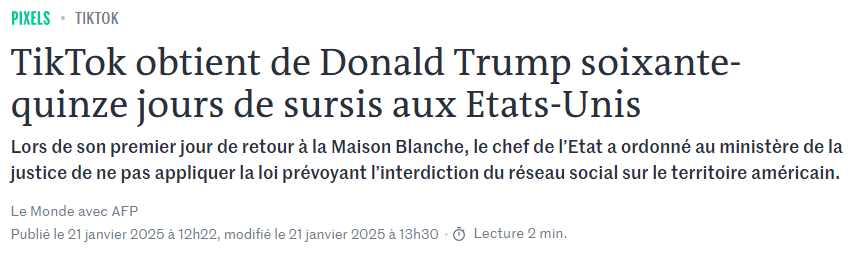 PIXELS • TIKTOK
TikTok obtient de Donald Trump soixante-
quinze jours de sursis aux Etats-Unis
Lors de son premier jour de retour à la Maison Blanche, le chef de l’Etat a ordonné au ministère de la
justice de ne pas appliquer la loi prévoyant l’interdiction du réseau social sur le territoire américain.
Le Monde avec AFP
Publié le 21 janvier 2025 à 12h22, modifié le 21 janvier 2025 à 13h30 • Lecture 2 min.